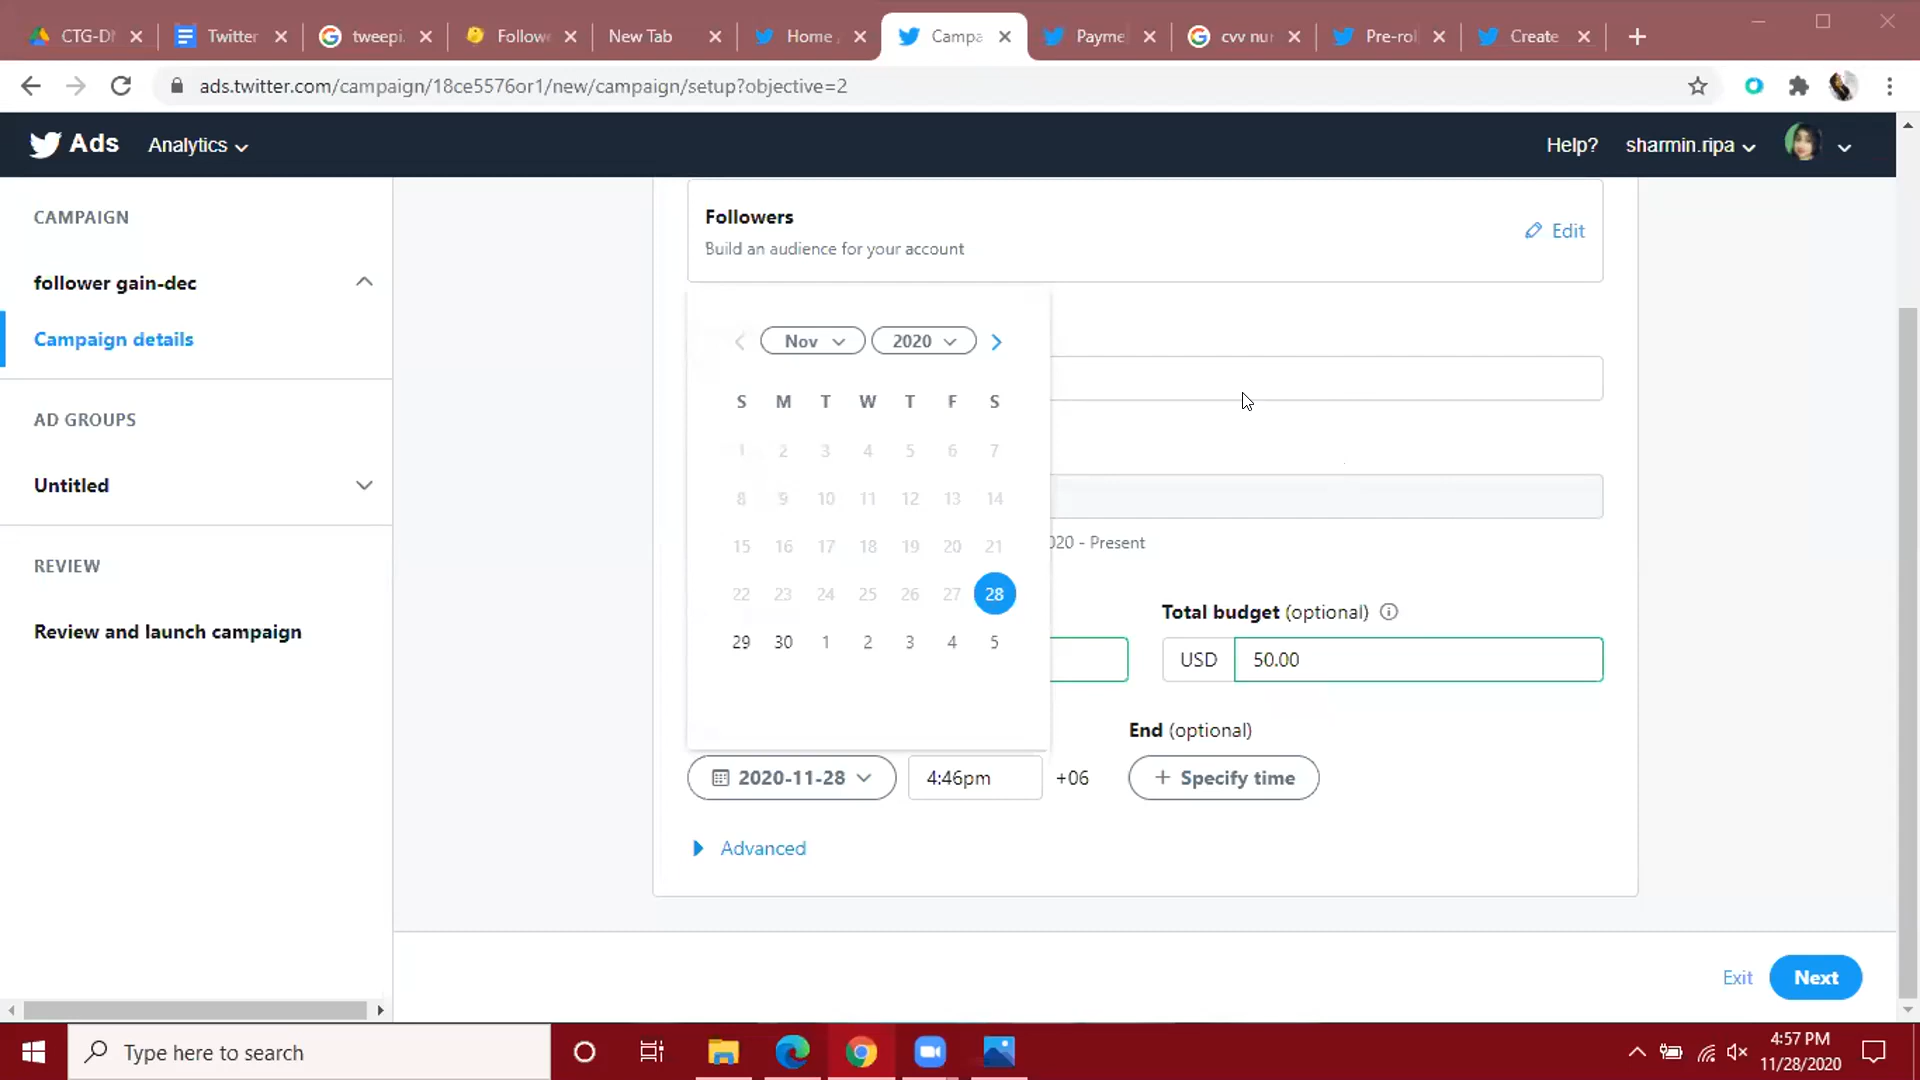 CTG-DI
Twitter
tweepi.
Follow
New Tab
Home
Campa
Payme
cvv nu
Pre-rol
Create
ads.twitter.com/campaign/18ce5576or1/new/campaign/setup?objective=2
Ads
Analytics
Help?
sharmin.ripa
CAMPAIGN
follower gain-dec
Campaign details
AD GROUPS
Untitled
REVIEW
Review and launch campaign
Followers
Build an audience for your account
Edit
Nov
2020
S M T W T F S
1 2 3 4 5 6 7
8 9 10 11 12 13 14
15 16 17 18 19 20 21
22 23 24 25 26 27 28
29 30 1 2 3 4 5
020 - Present
Total budget (optional)
USD 50.00
End (optional)
2020-11-28
4:46pm
+06
+ Specify time
Advanced
Exit
Next
Type here to search
4:57 PM
11/28/2020